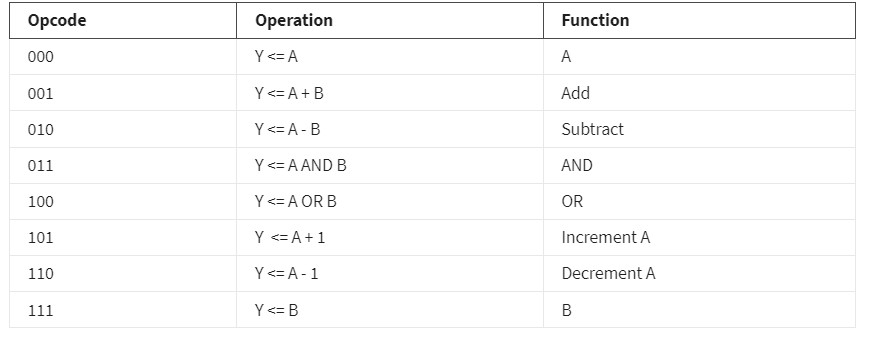 Opcode Operation Function
000 Y <= A A
001 Y <= A + B Add
010 Y <= A - B Subtract
011 Y <= A AND B AND
100 Y <= A OR B OR
101 Y <= A + 1 Increment A
110 Y <= A - 1 Decrement A
111 Y <= B B